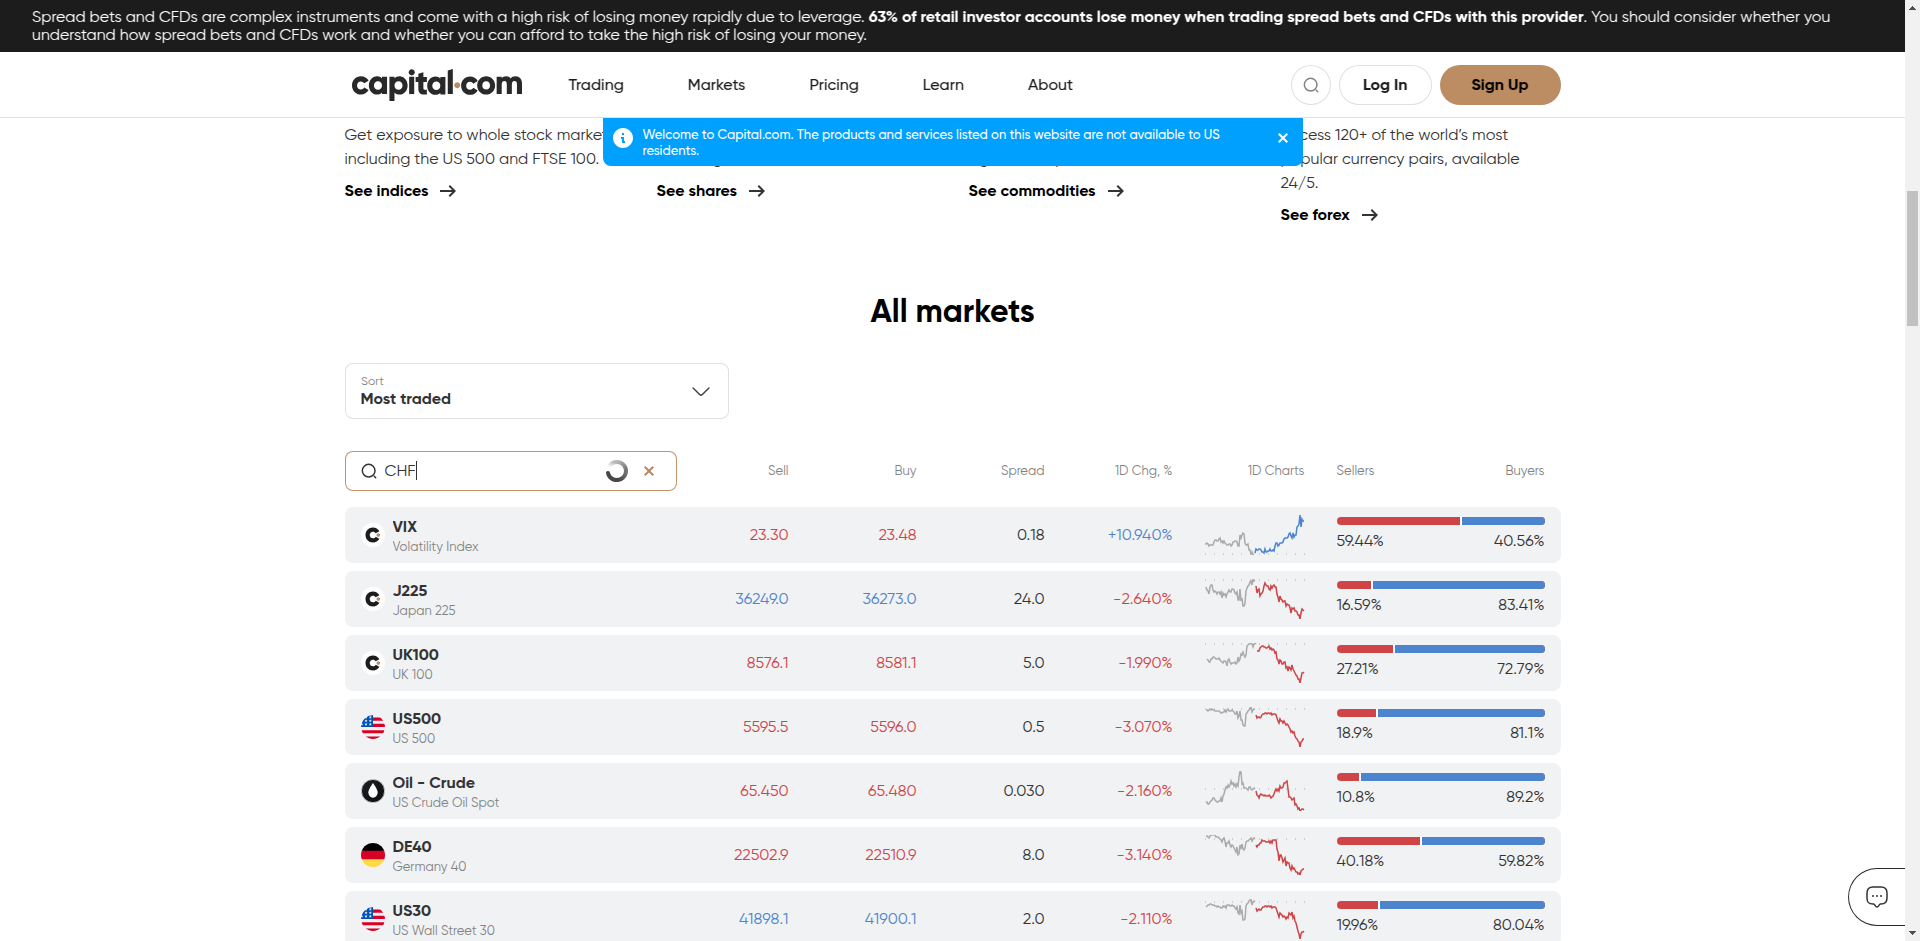 Spread bets and CFDs are complex instruments and come with a high risk of losing money rapidly due to leverage. 63% of retail investor accounts lose money when trading spread bets and CFDs with this provider. You should consider whether you
understand how spread bets and CFDs work and whether you can afford to take the high risk of losing your money.
capital.com Trading Markets Pricing Learn About Log In Sign Up
Welcome to Capital.com. The products and services listed on this website are not available to US
residents.
Get exposure to whole stock
including the US 500 and FTSE 100.
See indices
See shares
See commodities
120+ of the world's most
currency pairs, available
24/5.
See forex
All markets
Sort
Most traded
CHF Sell Buy Spread 1D Chg, % 1D Charts Sellers Buyers
VIX
Volatility Index
23.30 23.48 0.18 +10.940% 59.44% 40.56%
J225
Japan 225
36249.0 36273.0 24.0 -2.640% 16.59% 83.41%
UK100
UK 100
8576.1 8581.1 5.0 -1.990% 27.21% 72.79%
US500
US 500
5595.5 5596.0 0.5 -3.070% 18.9% 81.1%
Oil - Crude
US Crude Oil Spot
65.450 65.480 0.030 -2.160% 10.8% 89.2%
DE40
Germany 40
22502.9 22510.9 8.0 -3.140% 40.18% 59.82%
US30
US Wall Street 30
41898.1 41900.1 2.0 -2.110% 19.96% 80.04%